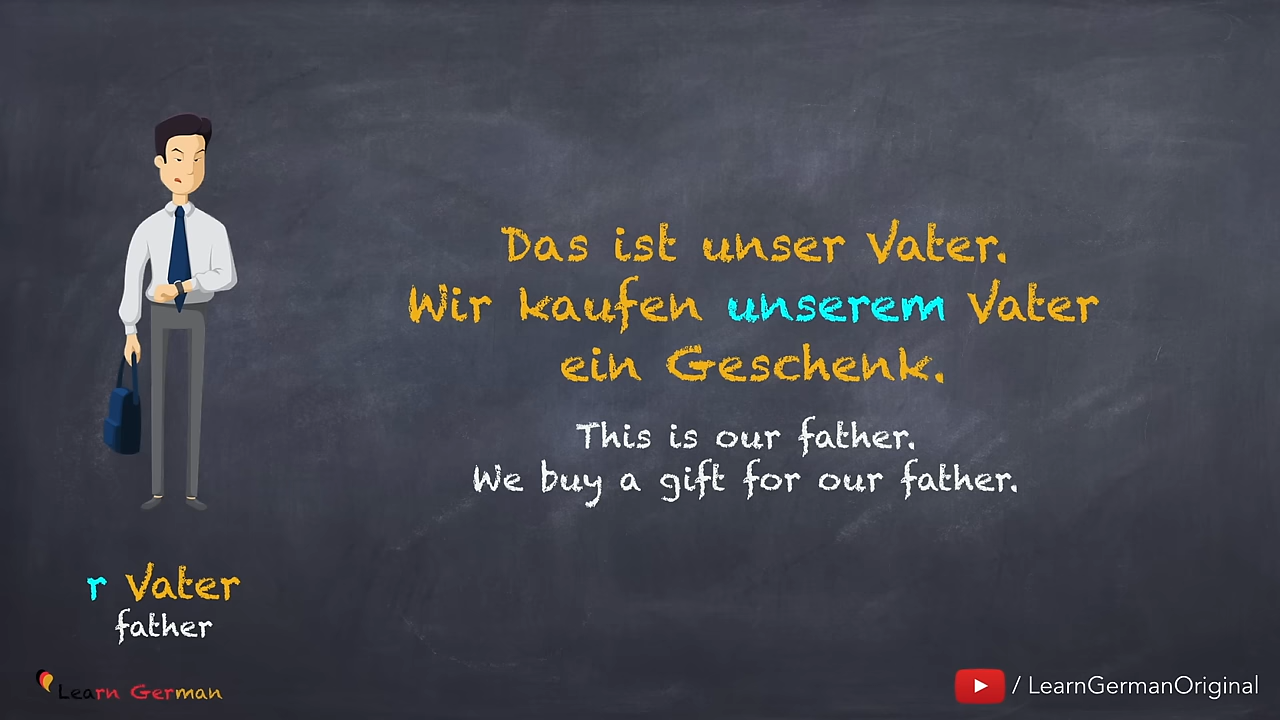 Das ist unser Vater.
Wir kaufen unserem Vater
ein Geschenk.
This is our father.
We buy a gift for our father.
r Vater
father
Learn German
/ LearnGermanOriginal